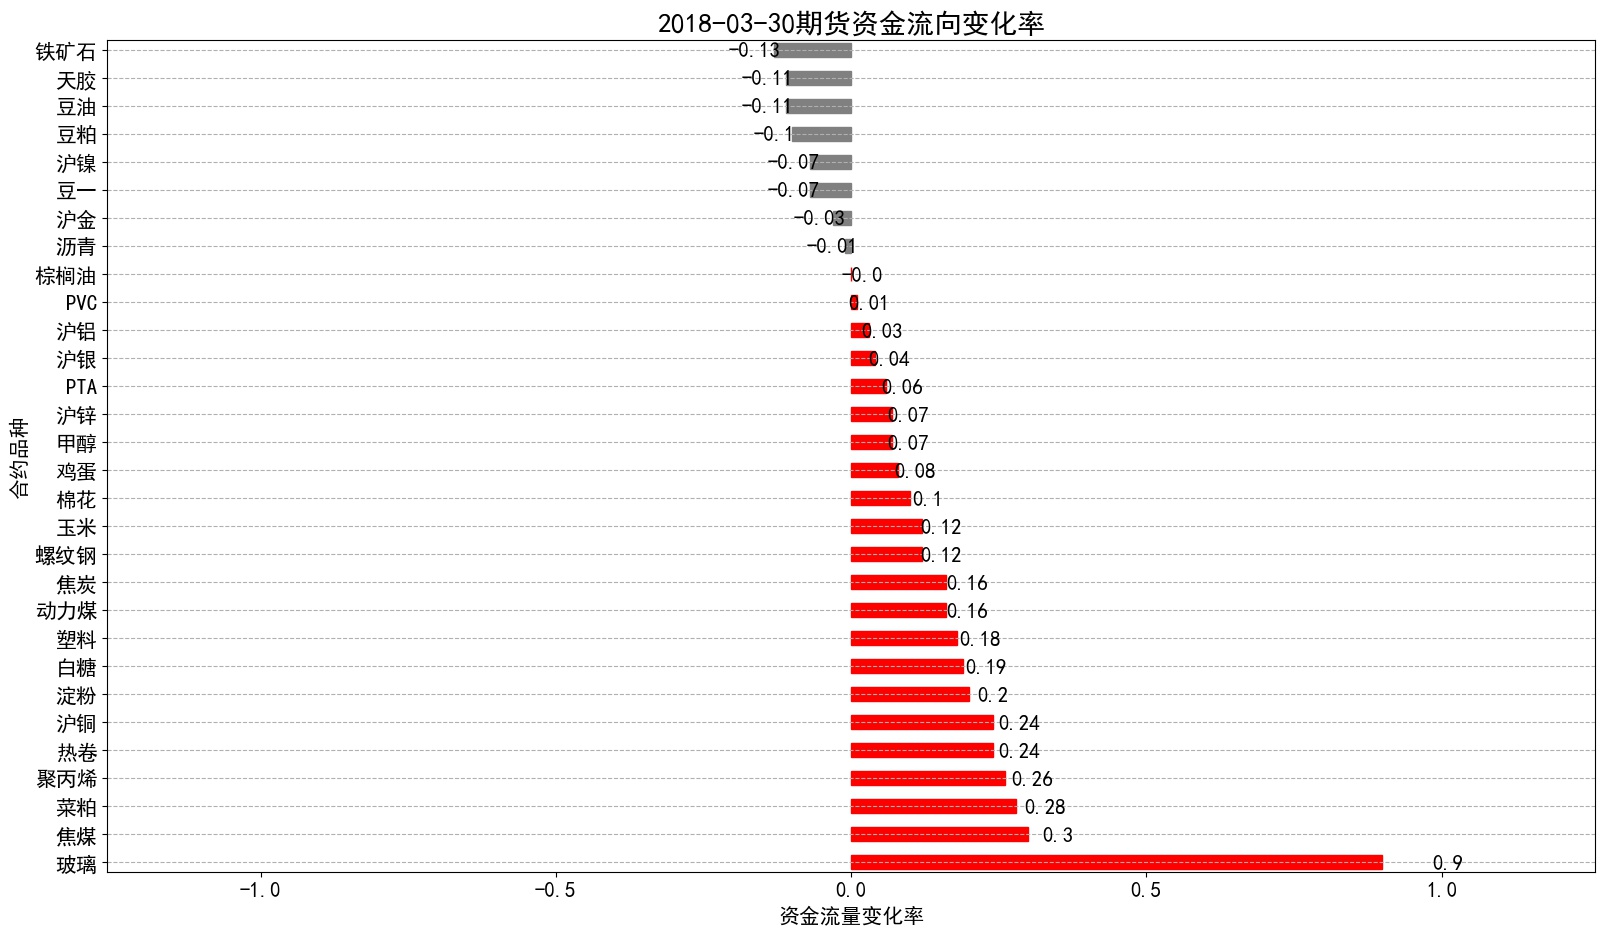 2018-03-30期货资金流向变化率
合约品种
铁矿石 -0.13
天胶 -0.11
豆油 -0.11
豆粕 -0.1
沪镍 -0.07
豆一 -0.07
沪金 -0.03
沥青 -0.01
棕榈油 -0.0
PVC 0.01
沪铝 0.03
沪银 0.04
PTA 0.06
沪锌 0.07
甲醇 0.07
鸡蛋 0.08
棉花 0.1
玉米 0.12
螺纹钢 0.12
焦炭 0.16
动力煤 0.16
塑料 0.18
白糖 0.19
淀粉 0.2
沪铜 0.24
热卷 0.24
聚丙烯 0.26
菜粕 0.28
焦煤 0.3
玻璃 0.9
-1.0 -0.5 0.0 0.5 1.0
资金流量变化率